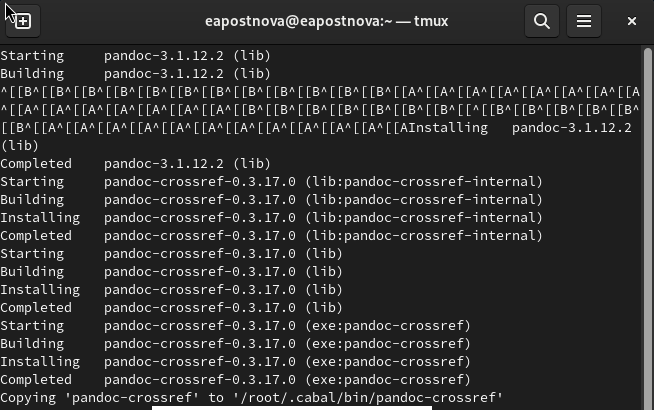 eapostnova@eapostnova:~ — tmux
Starting     pandoc-3.1.12.2 (lib)
Building     pandoc-3.1.12.2 (lib)
^[[B^[[B^[[B^[[B^[[B^[[B^[[B^[[B^[[B^[[B^[[B^[[B^[[A^[[A^[[A^[[A^[[A^[[A
^[[A^[[A^[[A^[[A^[[B^[[B^[[B^[[B^[[B^[[B^[[B^[[B^[[B^[[^[[B^[[B^[[B^[[B^
[[B^[[A^[[A^[[A^[[A^[[A^[[A^[[A^[[A^[[A^[[A^[[AInstalling   pandoc-3.1.12.2
(lib)
Completed    pandoc-3.1.12.2 (lib)
Starting     pandoc-crossref-0.3.17.0 (lib:pandoc-crossref-internal)
Building     pandoc-crossref-0.3.17.0 (lib:pandoc-crossref-internal)
Installing   pandoc-crossref-0.3.17.0 (lib:pandoc-crossref-internal)
Completed    pandoc-crossref-0.3.17.0 (lib:pandoc-crossref-internal)
Starting     pandoc-crossref-0.3.17.0 (lib)
Building     pandoc-crossref-0.3.17.0 (lib)
Installing   pandoc-crossref-0.3.17.0 (lib)
Completed    pandoc-crossref-0.3.17.0 (lib)
Starting     pandoc-crossref-0.3.17.0 (exe:pandoc-crossref)
Building     pandoc-crossref-0.3.17.0 (exe:pandoc-crossref)
Installing   pandoc-crossref-0.3.17.0 (exe:pandoc-crossref)
Completed    pandoc-crossref-0.3.17.0 (exe:pandoc-crossref)
Copying 'pandoc-crossref' to '/root/.cabal/bin/pandoc-crossref'